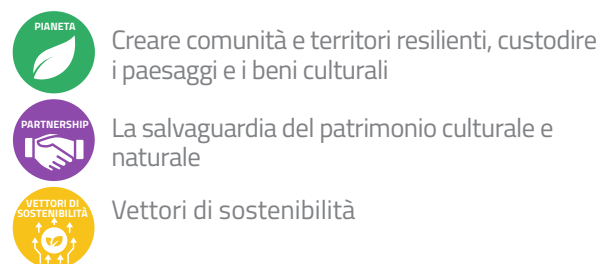 PIANETA
Creare comunità e territori resilienti, custodire
i paesaggi e i beni culturali
PARTNERSHIP
La salvaguardia del patrimonio culturale e
naturale
VETTORI DI
SOSTENIBILITÀ
Vettori di sostenibilità